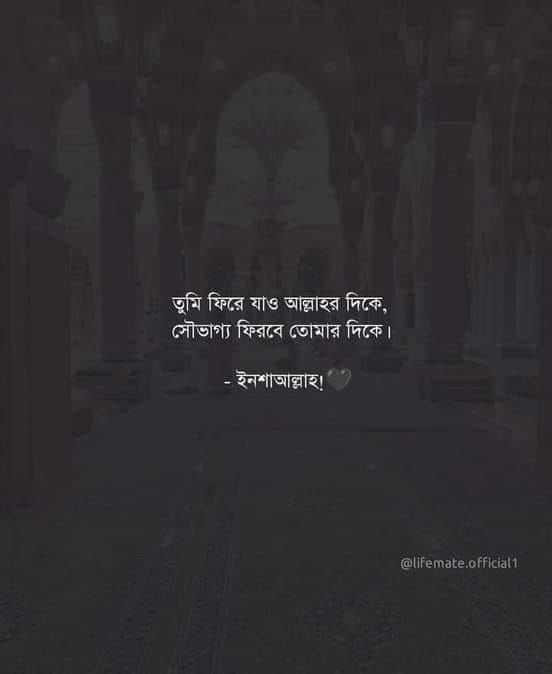 তুমি ফিরে যাও আল্লাহর দিকে,
সৌভাগ্য ফিরবে তোমার দিকে।
- ইনশাআল্লাহ!🖤
@lifemate.official1